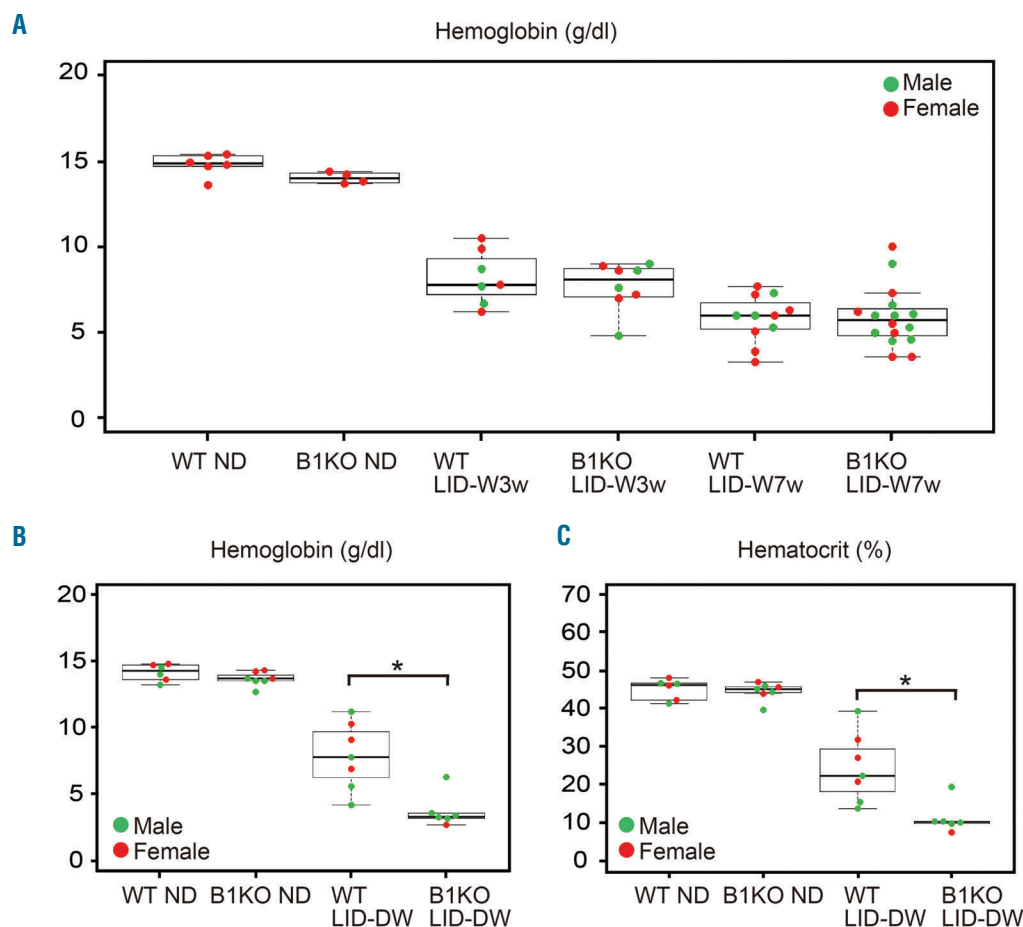 A
Hemoglobin (g/dl)
20
15
10
5
0
Male
Female
WT ND
B1KO ND
WT
LID-W3w
B1KO
LID-W3w
WT
LID-W7w
B1KO
LID-W7w
B
Hemoglobin (g/dl)
20
15
10
5
0
*
Male
Female
WT ND
B1KO ND
WT
LID-DW
B1KO
LID-DW
C
Hematocrit (%)
70
60
50
40
30
20
10
0
*
Male
Female
WT ND
B1KO ND
WT
LID-DW
B1KO
LID-DW